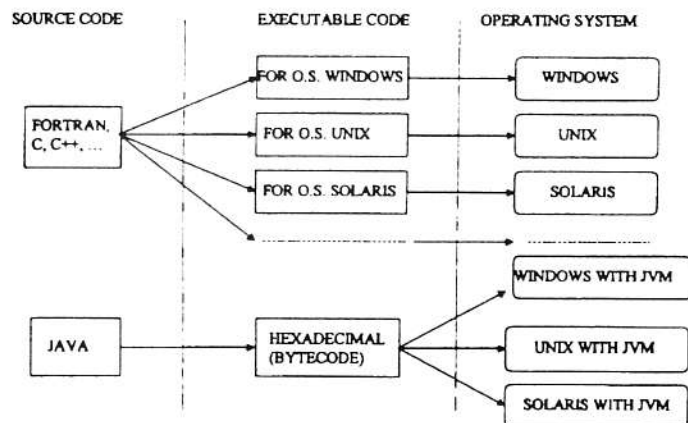 SOURCE CODE
EXECUTABLE CODE
OPERATING SYSTEM
FOR O.S. WINDOWS
WINDOWS
FORTRAN,
C, C++, ...
FOR O.S. UNIX
UNIX
FOR O.S. SOLARIS
SOLARIS
WINDOWS WITH JVM
JAVA
HEXADECIMAL
(BYTECODE)
UNIX WITH JVM
SOLARIS WITH JVM